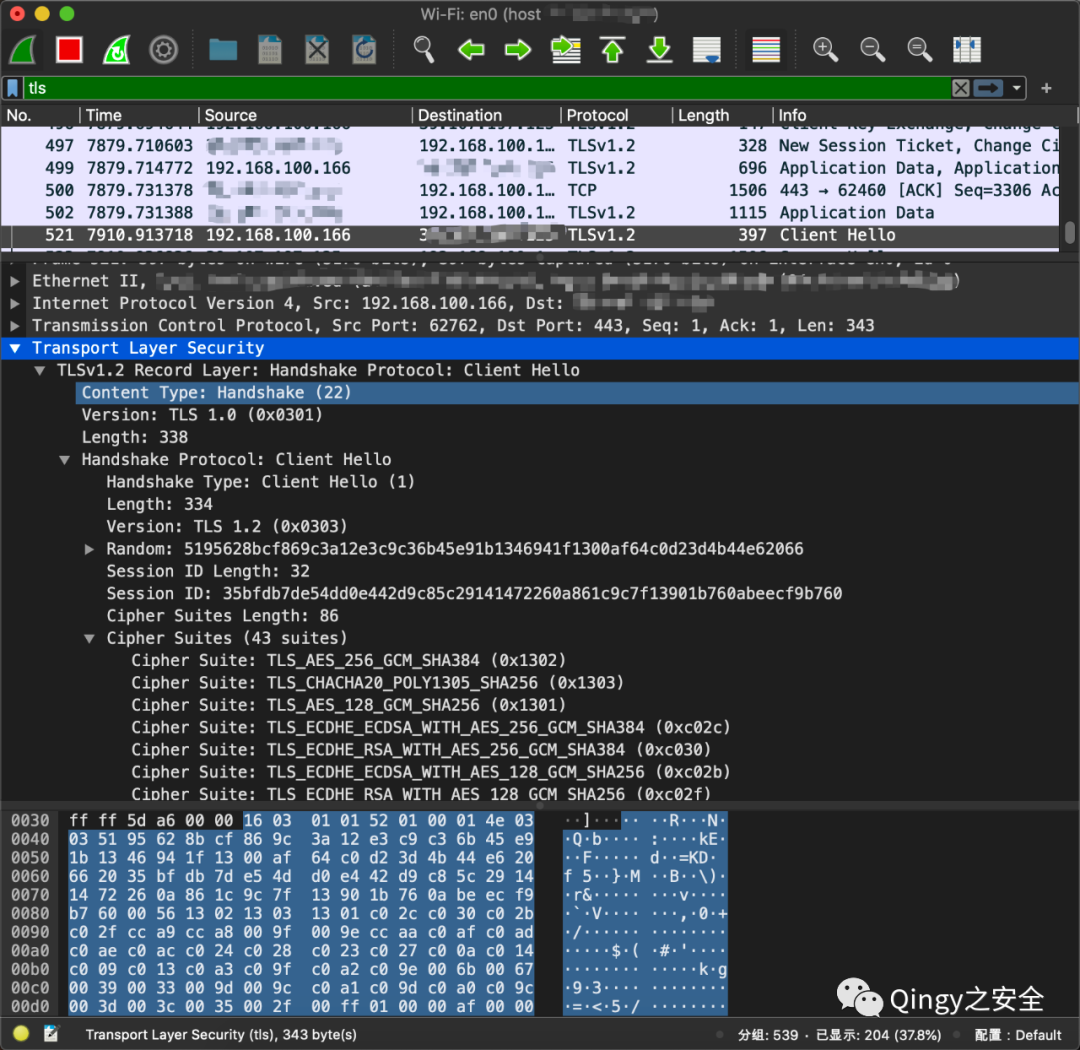 Wi-Fi: en0 (host
tls
No. Time Source Destination Protocol Length Info
497 7879.710603 192.168.100.1… TLSv1.2 328 New Session Ticket, Change Ci
499 7879.714772 192.168.100.166 TLSv1.2 696 Application Data, Application
500 7879.731378 192.168.100.1… TCP 1506 443 → 62460 [ACK] Seq=3306 Ac
502 7879.731388 192.168.100.1… TLSv1.2 1115 Application Data
521 7910.913718 192.168.100.166 TLSv1.2 397 Client Hello
Ethernet II,
Internet Protocol Version 4, Src: 192.168.100.166, Dst:
Transmission Control Protocol, Src Port: 62762, Dst Port: 443, Seq: 1, Ack: 1, Len: 343
Transport Layer Security
TLSv1.2 Record Layer: Handshake Protocol: Client Hello
Content Type: Handshake (22)
Version: TLS 1.0 (0x0301)
Length: 338
Handshake Protocol: Client Hello
Handshake Type: Client Hello (1)
Length: 334
Version: TLS 1.2 (0x0303)
Random: 5195628bcf869c3a12e3c9c36b45e91b1346941f1300af64c0d23d4b44e62066
Session ID Length: 32
Session ID: 35bfdb7de54dd0e442d9c85c29141472260a861c9c7f13901b760abeecf9b760
Cipher Suites Length: 86
Cipher Suites (43 suites)
Cipher Suite: TLS_AES_256_GCM_SHA384 (0x1302)
Cipher Suite: TLS_CHACHA20_POLY1305_SHA256 (0x1303)
Cipher Suite: TLS_AES_128_GCM_SHA256 (0x1301)
Cipher Suite: TLS_ECDHE_ECDSA_WITH_AES_256_GCM_SHA384 (0xc02c)
Cipher Suite: TLS_ECDHE_RSA_WITH_AES_256_GCM_SHA384 (0xc030)
Cipher Suite: TLS_ECDHE_ECDSA_WITH_AES_128_GCM_SHA256 (0xc02b)
Cipher Suite: TLS_ECDHE_RSA_WITH_AES_128_GCM_SHA256 (0xc02f)
0030 ff ff 5d a6 00 00 16 03 01 01 52 01 00 01 4e 03 ··]··· ·· ··R···N·
0040 03 51 95 62 8b cf 86 9c 3a 12 e3 c9 c3 6b 45 e9 ·Q·b···· :····kE·
0050 1b 13 46 94 1f 13 00 af 64 c0 d2 3d 4b 44 e6 20 ··F····· d··=KD·
0060 66 20 35 bf db 7d e5 4d d0 e4 42 d9 c8 5c 29 14 f 5··}·M ··B··\)·
0070 14 72 26 0a 86 1c 9c 7f 13 90 1b 76 0a be ec f9 ·r&····· ···v····
0080 b7 60 00 56 13 02 13 03 13 01 c0 2c c0 30 c0 2b ·`·V···· ···,·0·+
0090 c0 2f cc a9 cc a8 00 9f 00 9e cc aa c0 af c0 ad ·/······ ········
00a0 c0 ae c0 ac c0 24 c0 28 c0 23 c0 27 c0 0a c0 14 ·····$·( ·#·'····
00b0 c0 09 c0 13 c0 a3 c0 9f c0 a2 c0 9e 00 6b 00 67 ········ ·····k·g
00c0 00 39 00 33 00 9d 00 9c c0 a1 c0 9d c0 a0 c0 9c ·9·3···· ········
00d0 00 3d 00 3c 00 35 00 2f 00 ff 01 00 00 af 00 00 ·=·<·5·/ ········
Qingy之安全
Transport Layer Security (tls), 343 byte(s) 分组: 539 · 已显示: 204 (37.8%) 配置: Default